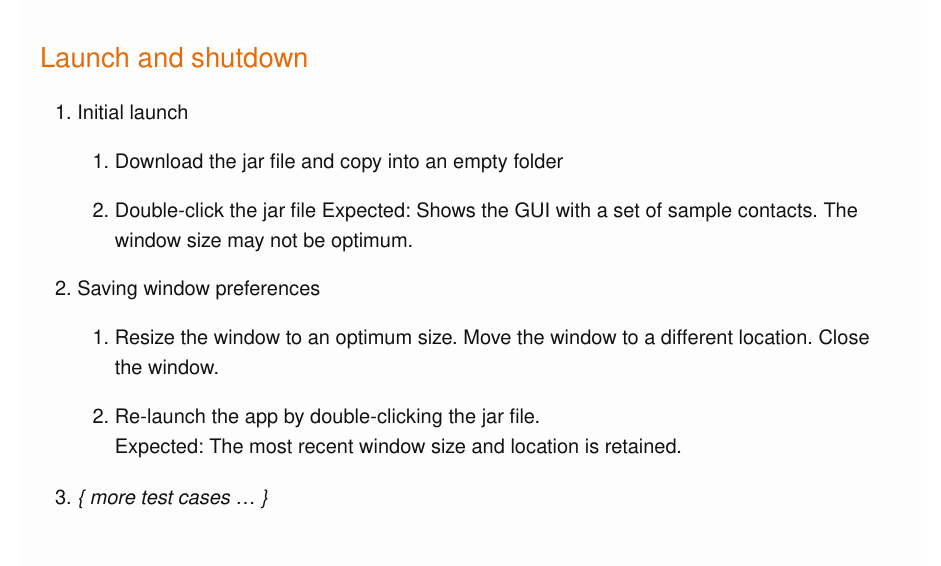 Launch and shutdown
1. Initial launch
1. Download the jar file and copy into an empty folder
2. Double-click the jar file Expected: Shows the GUI with a set of sample contacts. The
window size may not be optimum.
2. Saving window preferences
1. Resize the window to an optimum size. Move the window to a different location. Close
the window.
2. Re-launch the app by double-clicking the jar file.
Expected: The most recent window size and location is retained.
3. { more test cases … }